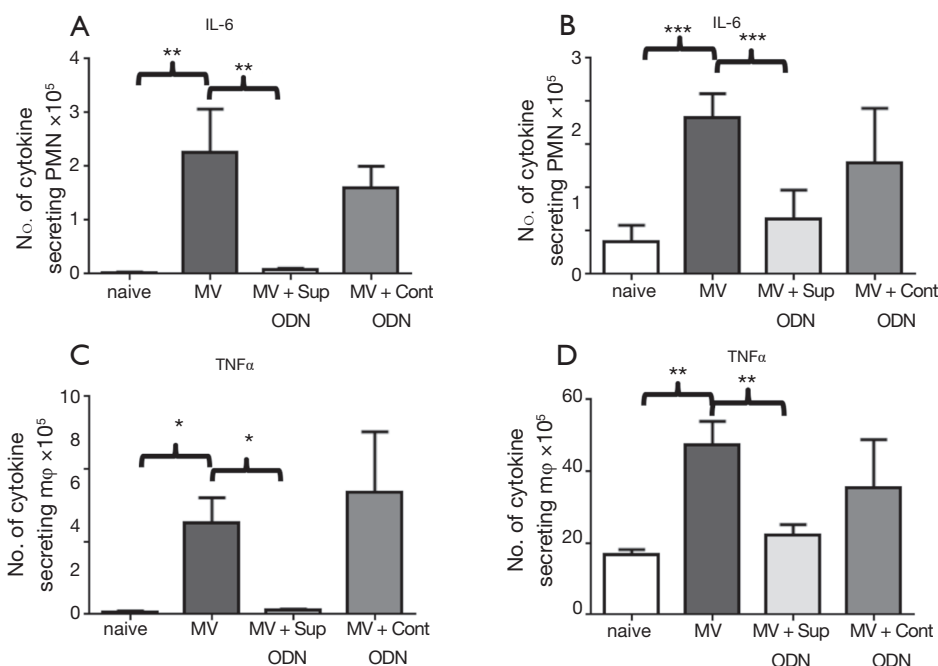 A
IL-6
No. of cytokine
secreting PMN ×10⁵
4
3
2
1
0
**
**
naive MV MV + Sup MV + Cont
ODN ODN
B
IL-6
No. of cytokine
secreting PMN ×10⁵
3
2
2
1
1
0
***
***
naive MV MV + Sup MV + Cont
ODN ODN
C
TNFα
No. of cytokine
secreting mφ ×10⁵
10
8
6
4
0
*
*
naive MV MV + Sup MV + Cont
ODN ODN
D
TNFα
No. of cytokine
secreting mφ ×10⁵
60
40
20
0
**
**
naive MV MV + Sup MV + Cont
ODN ODN